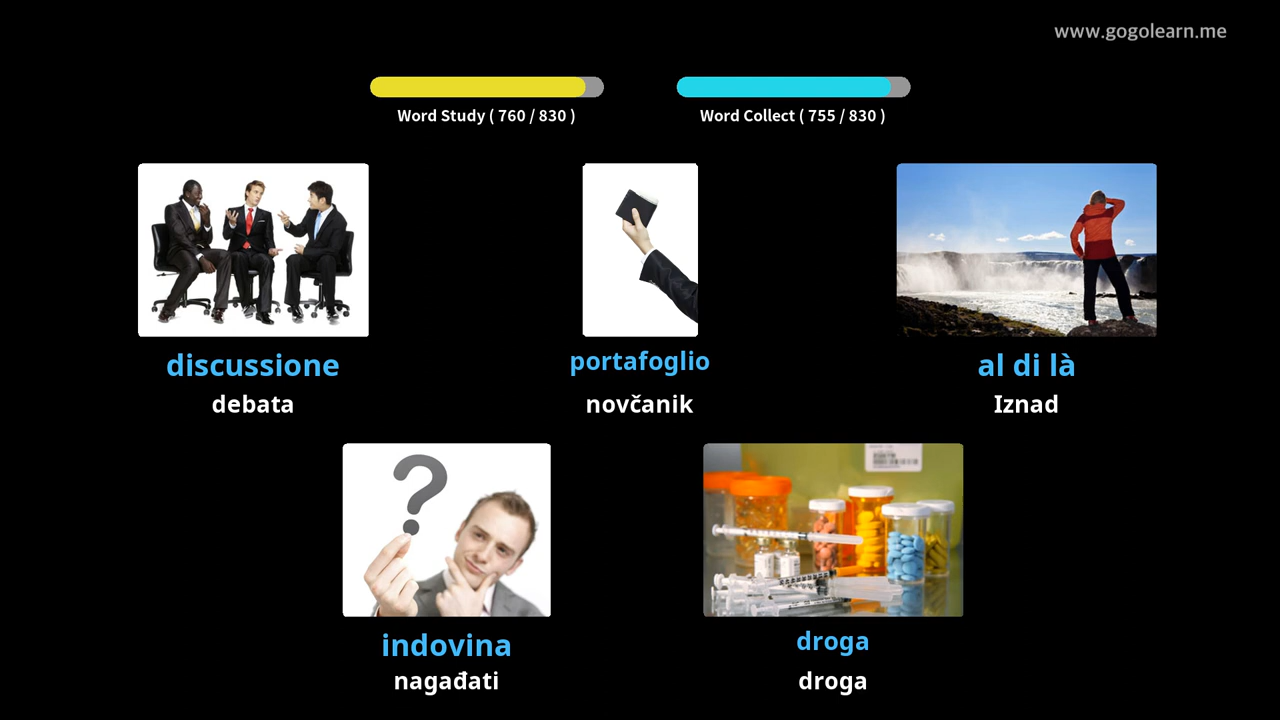 www.gogolearn.me
Word Study ( 760 / 830 )
Word Collect ( 755 / 830 )
discussione
debata
portafoglio
novčanik
al di là
Iznad
indovina
nagađati
droga
droga